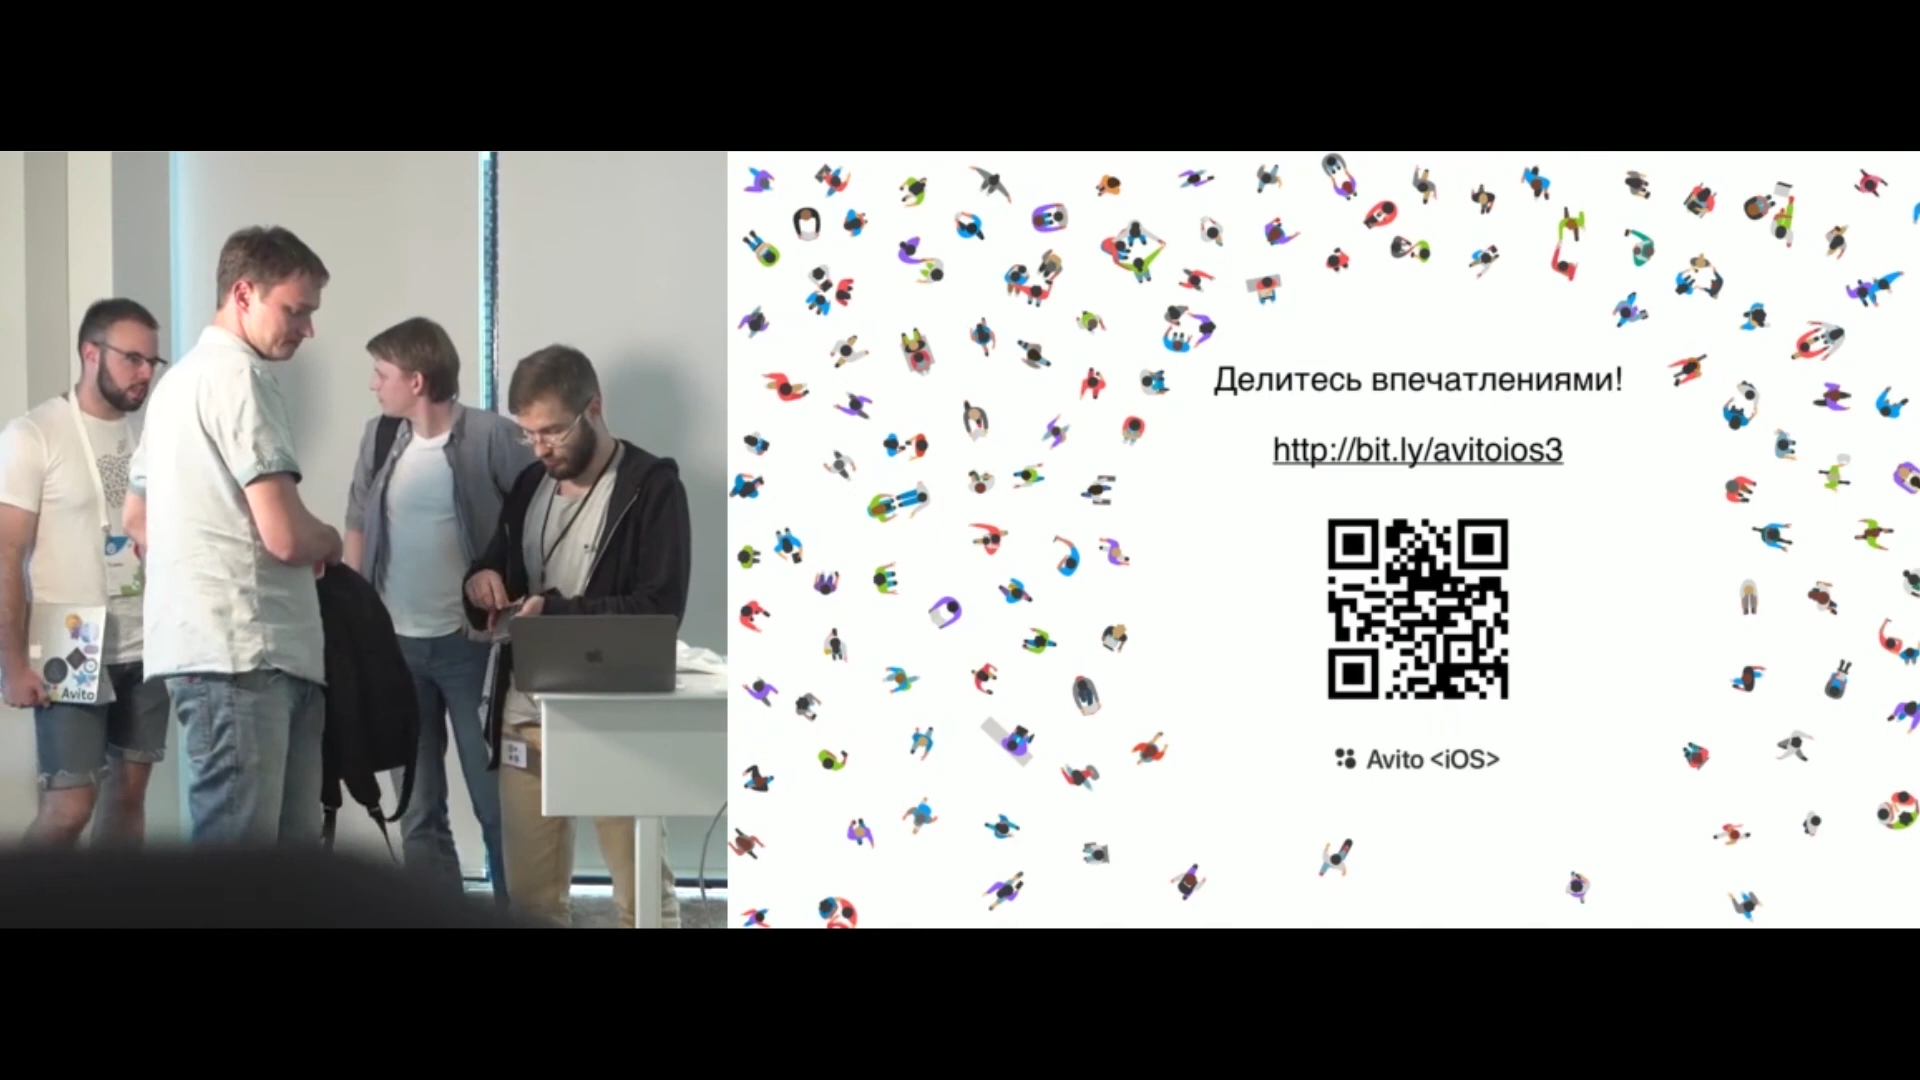 Делитесь впечатлениями!
http://bit.ly/avitoios3
Avito <iOS>
Avito